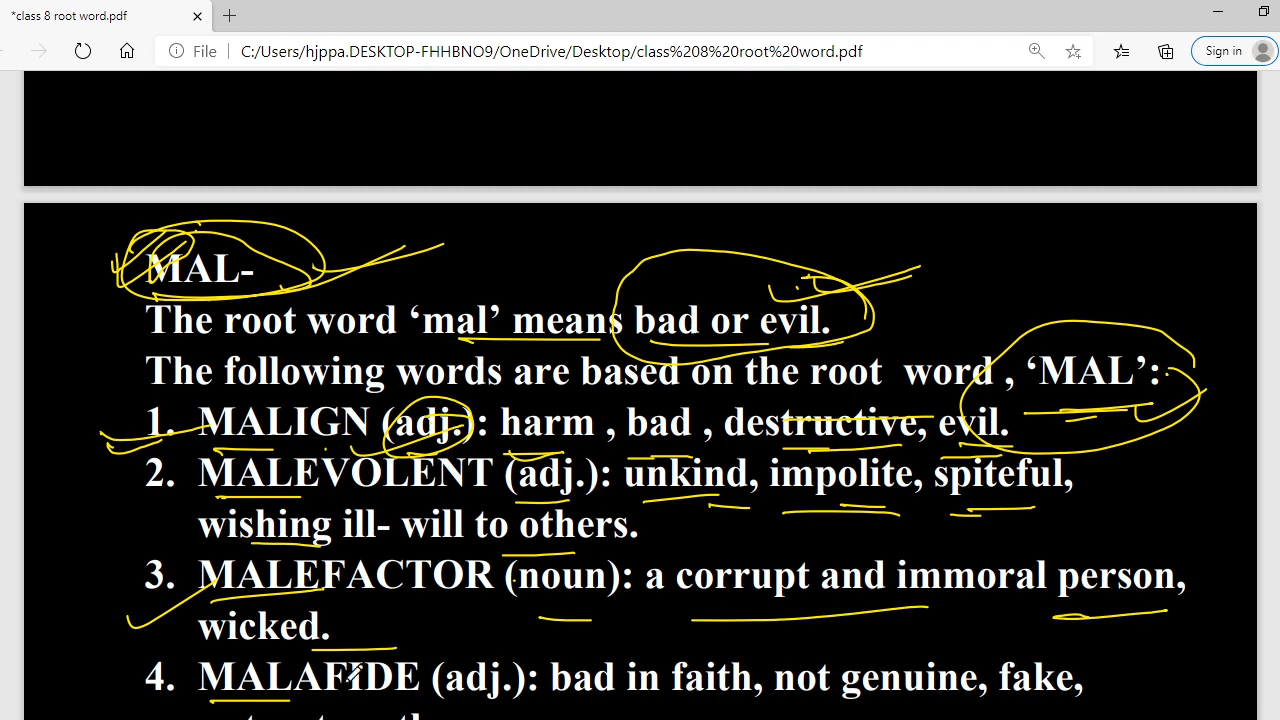 *class 8 root word.pdf
File
C:/Users/hjppa.DESKTOP-FHHBNO9/OneDrive/Desktop/class%208%20root%20word.pdf
Sign in
MAL-
The root word ‘mal’ means bad or evil.
The following words are based on the root word , ‘MAL’:
1. MALIGN (adj.): harm , bad , destructive, evil.
2. MALEVOLENT (adj.): unkind, impolite, spiteful,
wishing ill- will to others.
3. MALEFACTOR (noun): a corrupt and immoral person,
wicked.
4. MALAFIDE (adj.): bad in faith, not genuine, fake,